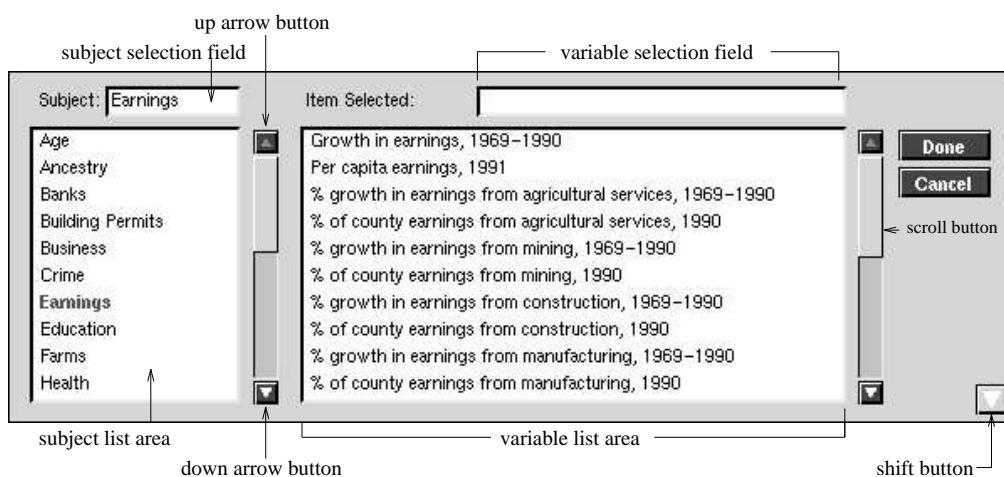 up arrow button
subject selection field
variable selection field
Subject: Earnings
Item Selected:
Age
Ancestry
Banks
Building Permits
Business
Crime
Earnings
Education
Farms
Health
Growth in earnings, 1969-1990
Per capita earnings, 1991
% growth in earnings from agricultural services, 1969-1990
% of county earnings from agricultural services, 1990
% growth in earnings from mining, 1969-1990
% of county earnings from mining, 1990
% growth in earnings from construction, 1969-1990
% of county earnings from construction, 1990
% growth in earnings from manufacturing, 1969-1990
% of county earnings from manufacturing, 1990
Done
Cancel
scroll button
subject list area
variable list area
down arrow button
shift button